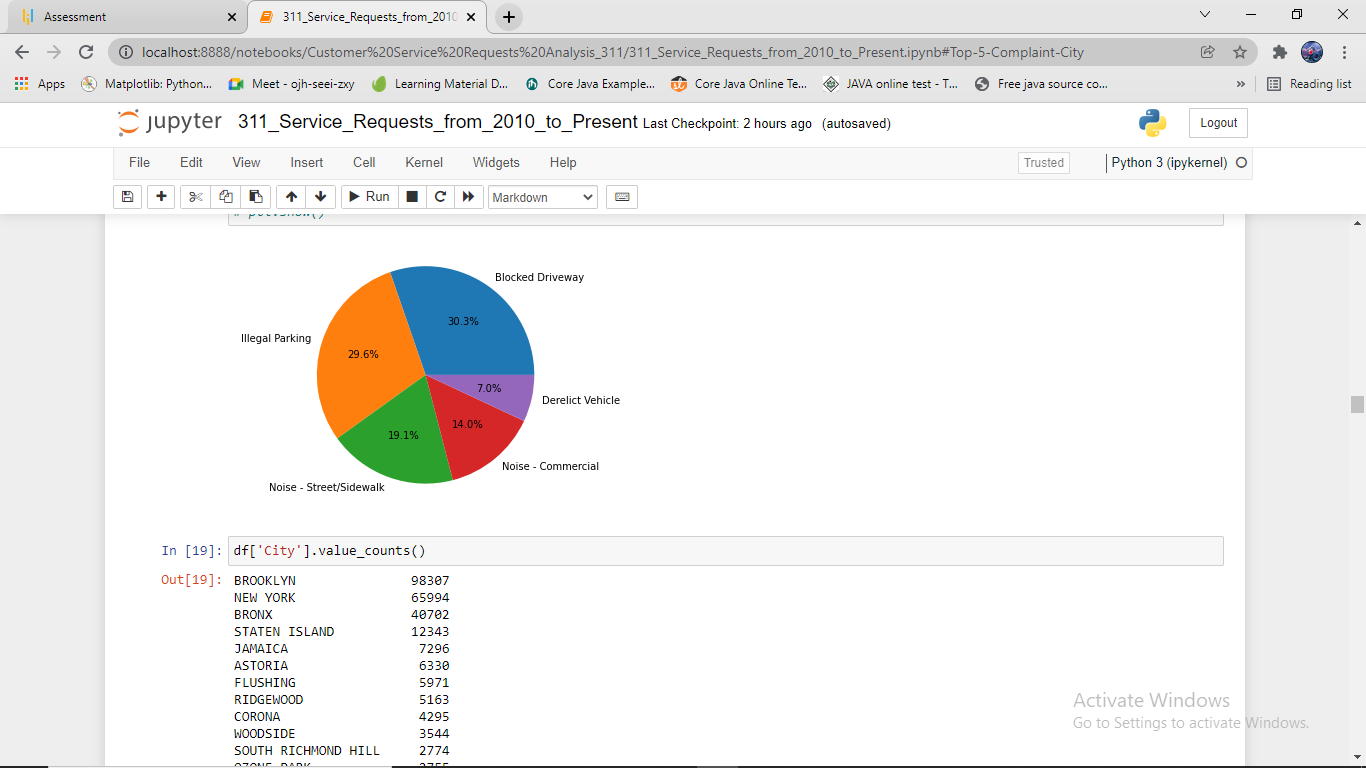 Assessment
311_Service_Requests_from_2010
localhost:8888/notebooks/Customer%20Service%20Requests%20Analysis_311/311_Service_Requests_from_2010_to_Present.ipynb#Top-5-Complaint-City
Apps Matplotlib: Python... Meet - ojh-seei-zxy Learning Material D... Core Java Example... Core Java Online Te... JAVA online test - T... Free java source co... » Reading list
jupyter 311_Service_Requests_from_2010_to_Present Last Checkpoint: 2 hours ago (autosaved) Logout
File Edit View Insert Cell Kernel Widgets Help Trusted Python 3 (ipykernel)
Run Markdown
# plt.show()
Blocked Driveway
30.3%
Illegal Parking
29.6%
7.0%
Derelict Vehicle
14.0%
19.1%
Noise - Commercial
Noise - Street/Sidewalk
In [19]: df['City'].value_counts()
Out[19]: BROOKLYN 98307
NEW YORK 65994
BRONX 40702
STATEN ISLAND 12343
JAMAICA 7296
ASTORIA 6330
FLUSHING 5971
RIDGEWOOD 5163
CORONA 4295
WOODSIDE 3544
SOUTH RICHMOND HILL 2774
OZONE PARK 2755
Activate Windows
Go to Settings to activate Windows.